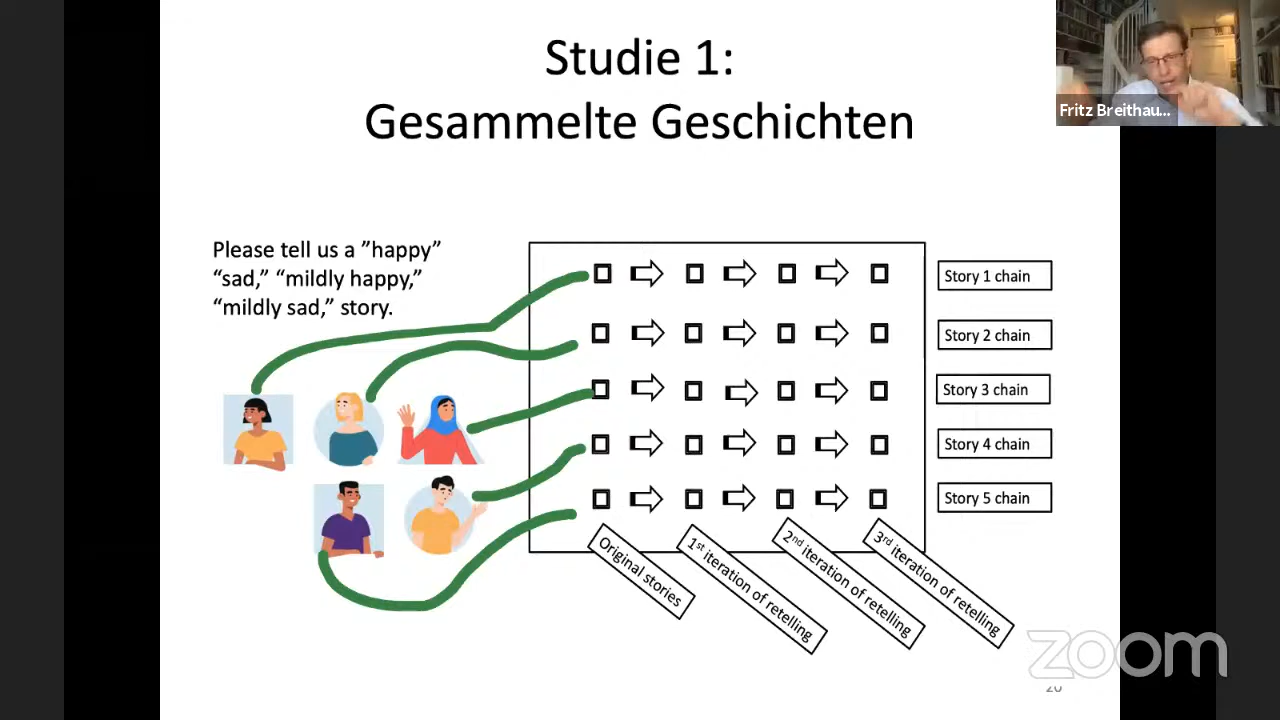 Studie 1:
Gesammelte Geschichten
Fritz Breithau...
Please tell us a ”happy”
“sad,” “mildly happy,”
“mildly sad,” story.
Story 1 chain
Story 2 chain
Story 3 chain
Story 4 chain
Story 5 chain
Original stories
1st iteration of retelling
2nd iteration of retelling
3rd iteration of retelling
zoom
20